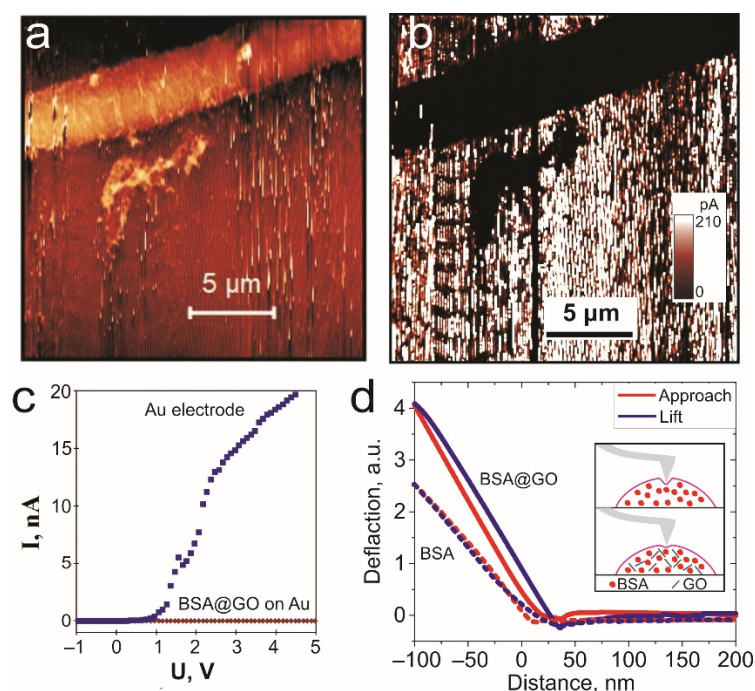 a
5 µm
b
pA
210
0
5 µm
c
Au electrode
BSA@GO on Au
I, nA
20
15
10
5
0
−1 0 1 2 3 4 5
U, V
d
Approach
Lift
BSA@GO
BSA
BSA GO
Deflaction, a.u.
4
3
2
1
0
−100 −50 0 50 100 150 200
Distance, nm